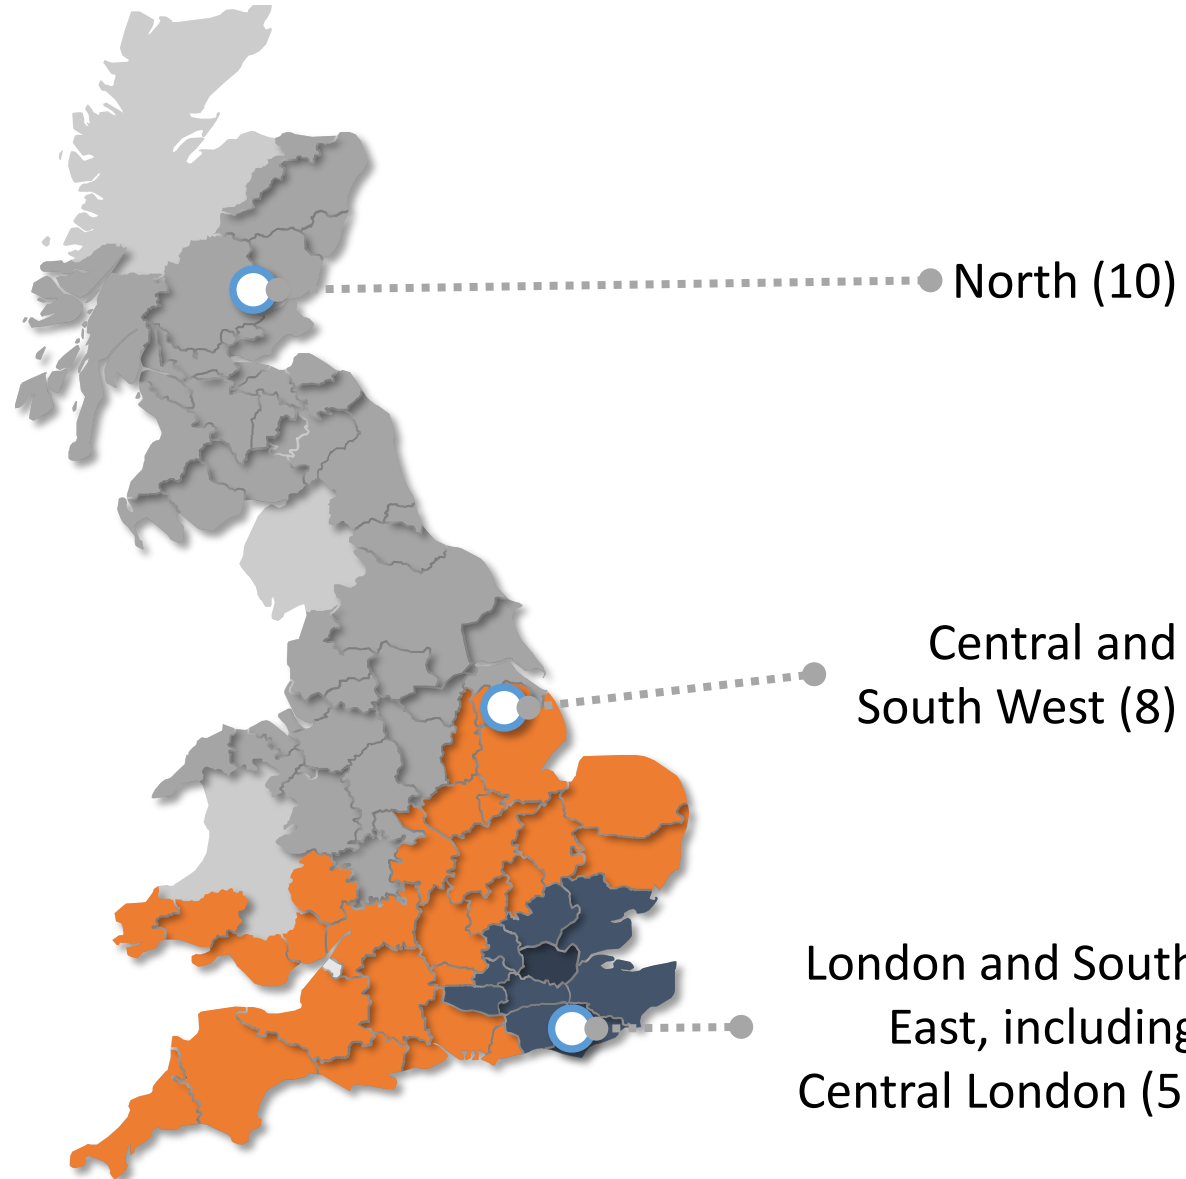 North (10)
Central and
South West (8)
London and South
East, including
Central London (5